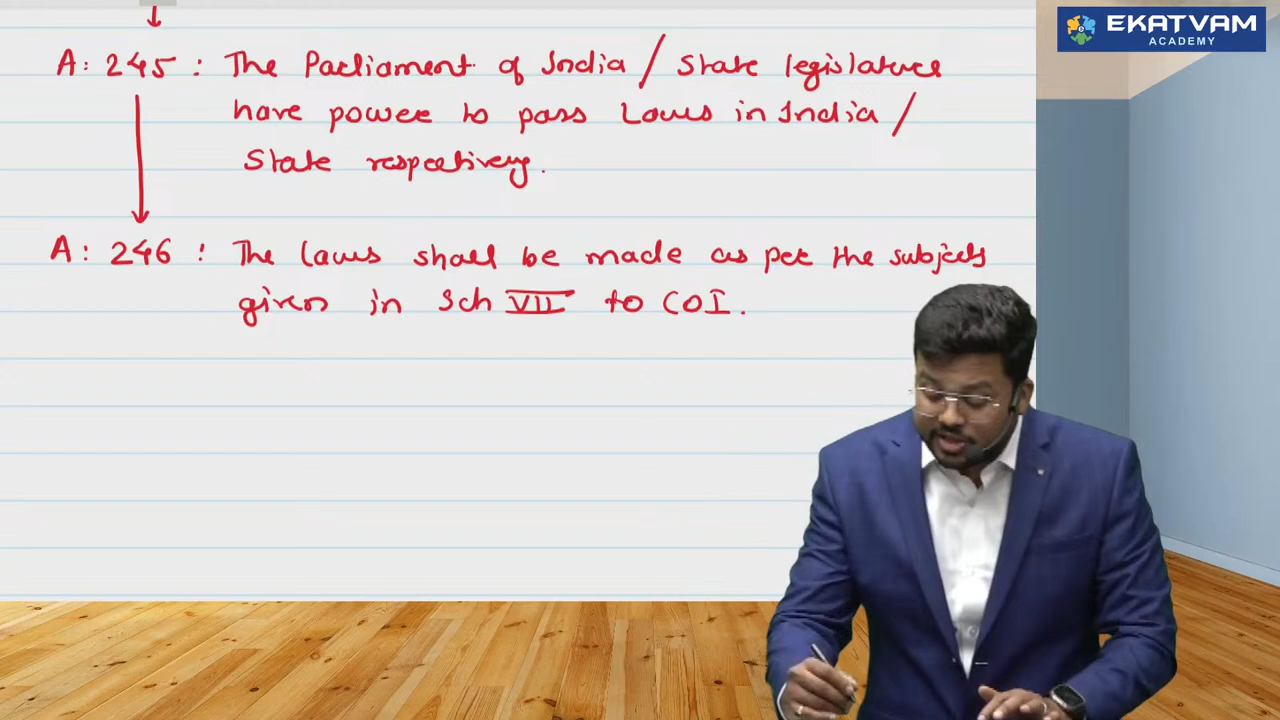 EKATVAM
ACADEMY
A: 245 : The Parliament of India / State legislature
have power to pass Laws in India /
State respectively.
A: 246 : The laws shall be made as per the subjects
given in Sch VII to COI.